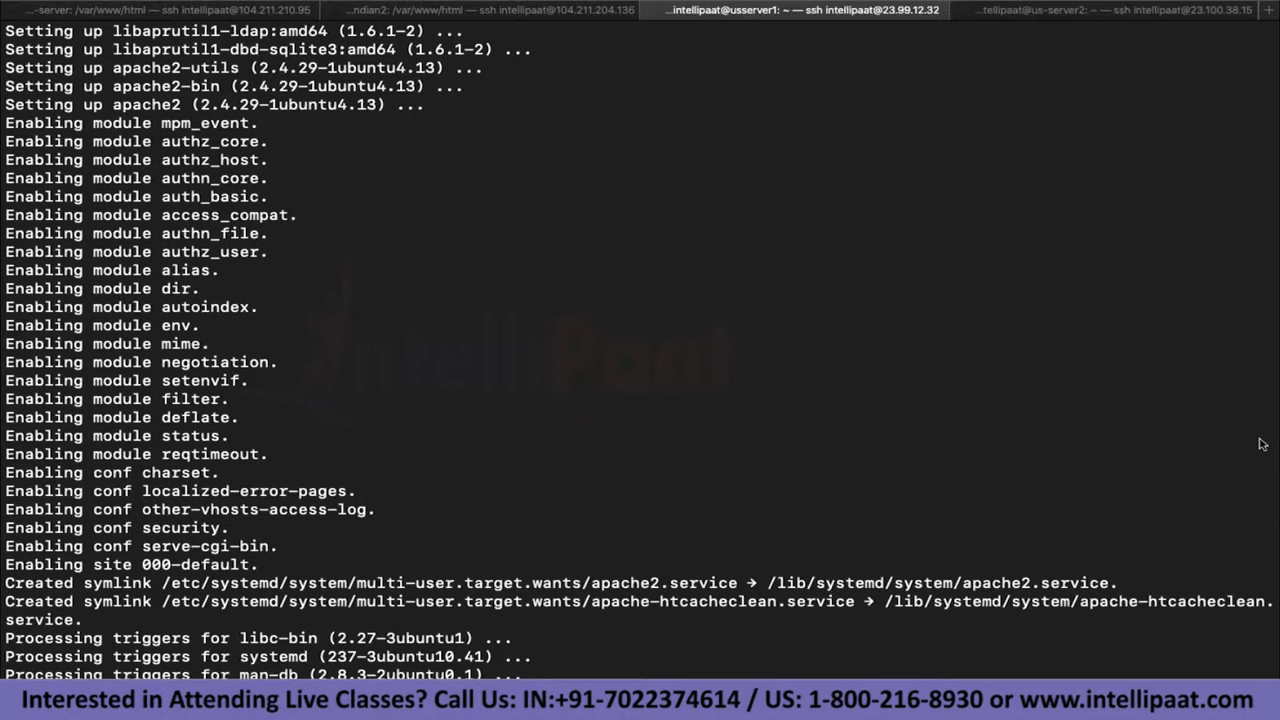 ...-server: /var/www/html — ssh intellipaat@104.211.210.95
...ndian2: /var/www/html — ssh intellipaat@104.211.204.136
...intellipaat@usserver1: ~ — ssh intellipaat@23.99.12.32
...tellipaat@us-server2: ~ — ssh intellipaat@23.100.38.15
+
Setting up libaprutil1-ldap:amd64 (1.6.1-2) ...
Setting up libaprutil1-dbd-sqlite3:amd64 (1.6.1-2) ...
Setting up apache2-utils (2.4.29-1ubuntu4.13) ...
Setting up apache2-bin (2.4.29-1ubuntu4.13) ...
Setting up apache2 (2.4.29-1ubuntu4.13) ...
Enabling module mpm_event.
Enabling module authz_core.
Enabling module authz_host.
Enabling module authn_core.
Enabling module auth_basic.
Enabling module access_compat.
Enabling module authn_file.
Enabling module authz_user.
Enabling module alias.
Enabling module dir.
Enabling module autoindex.
Enabling module env.
Enabling module mime.
Enabling module negotiation.
Enabling module setenvif.
Enabling module filter.
Enabling module deflate.
Enabling module status.
Enabling module reqtimeout.
Enabling conf charset.
Enabling conf localized-error-pages.
Enabling conf other-vhosts-access-log.
Enabling conf security.
Enabling conf serve-cgi-bin.
Enabling site 000-default.
Created symlink /etc/systemd/system/multi-user.target.wants/apache2.service → /lib/systemd/system/apache2.service.
Created symlink /etc/systemd/system/multi-user.target.wants/apache-htcacheclean.service → /lib/systemd/system/apache-htcacheclean.
service.
Processing triggers for libc-bin (2.27-3ubuntu1) ...
Processing triggers for systemd (237-3ubuntu10.41) ...
Processing triggers for man-db (2.8.3-2ubuntu0.1) ...
IntelliPaat
Interested in Attending Live Classes? Call Us: IN:+91-7022374614 / US: 1-800-216-8930 or www.intellipaat.com